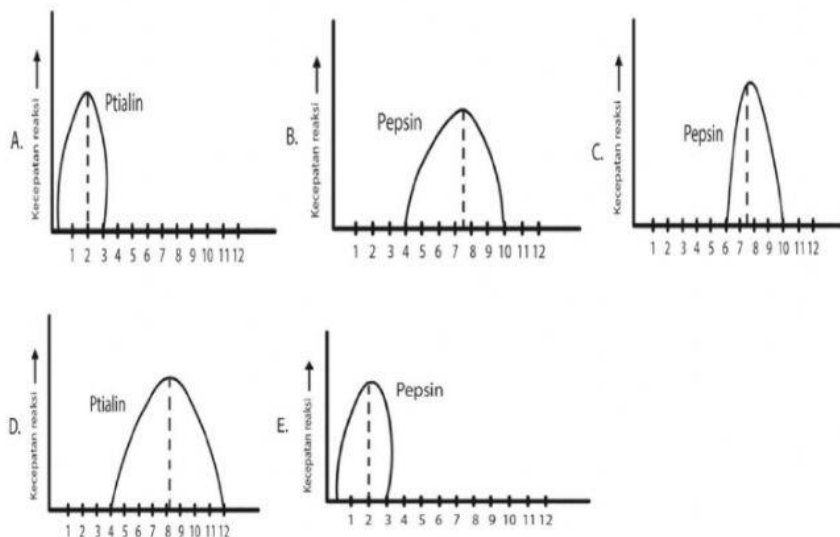 A.
Kecepatan reaksi
Ptialin
1 2 3 4 5 6 7 8 9 10 11 12
B.
Kecepatan reaksi
Pepsin
1 2 3 4 5 6 7 8 9 10 11 12
C.
Kecepatan reaksi
Pepsin
1 2 3 4 5 6 7 8 9 10 11 12
D.
Kecepatan reaksi
Ptialin
1 2 3 4 5 6 7 8 9 10 11 12
E.
Kecepatan reaksi
Pepsin
1 2 3 4 5 6 7 8 9 10 11 12